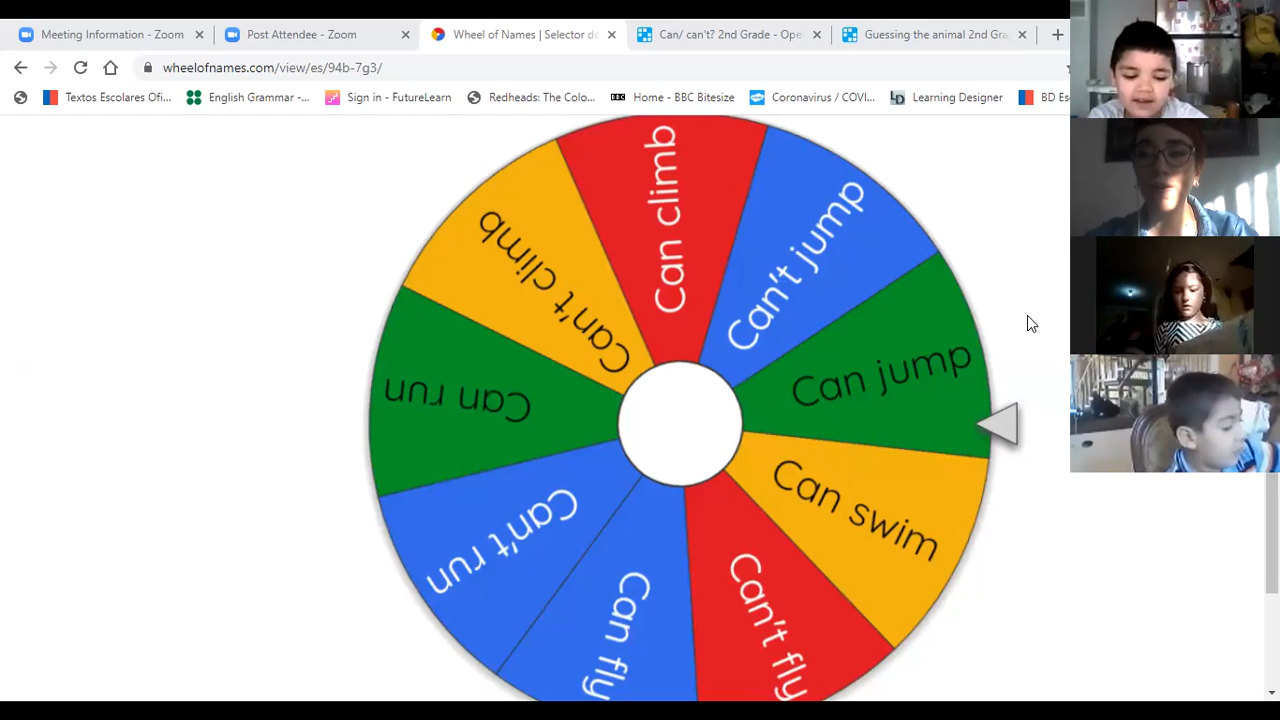 Meeting Information - Zoom
Post Attendee - Zoom
Wheel of Names | Selector de
Can/ can't? 2nd Grade - Ope
Guessing the animal 2nd Gra
wheelofnames.com/view/es/94b-7g3/
Textos Escolares Ofi...
English Grammar -...
Sign in - FutureLearn
Redheads: The Colo...
BBC
Home - BBC Bitesize
Coronavirus / COVI...
LD
Learning Designer
BD Es
Can climb
Can't jump
Can jump
Can swim
Can't fly
Can fly
Can't run
Can run
Can't climb